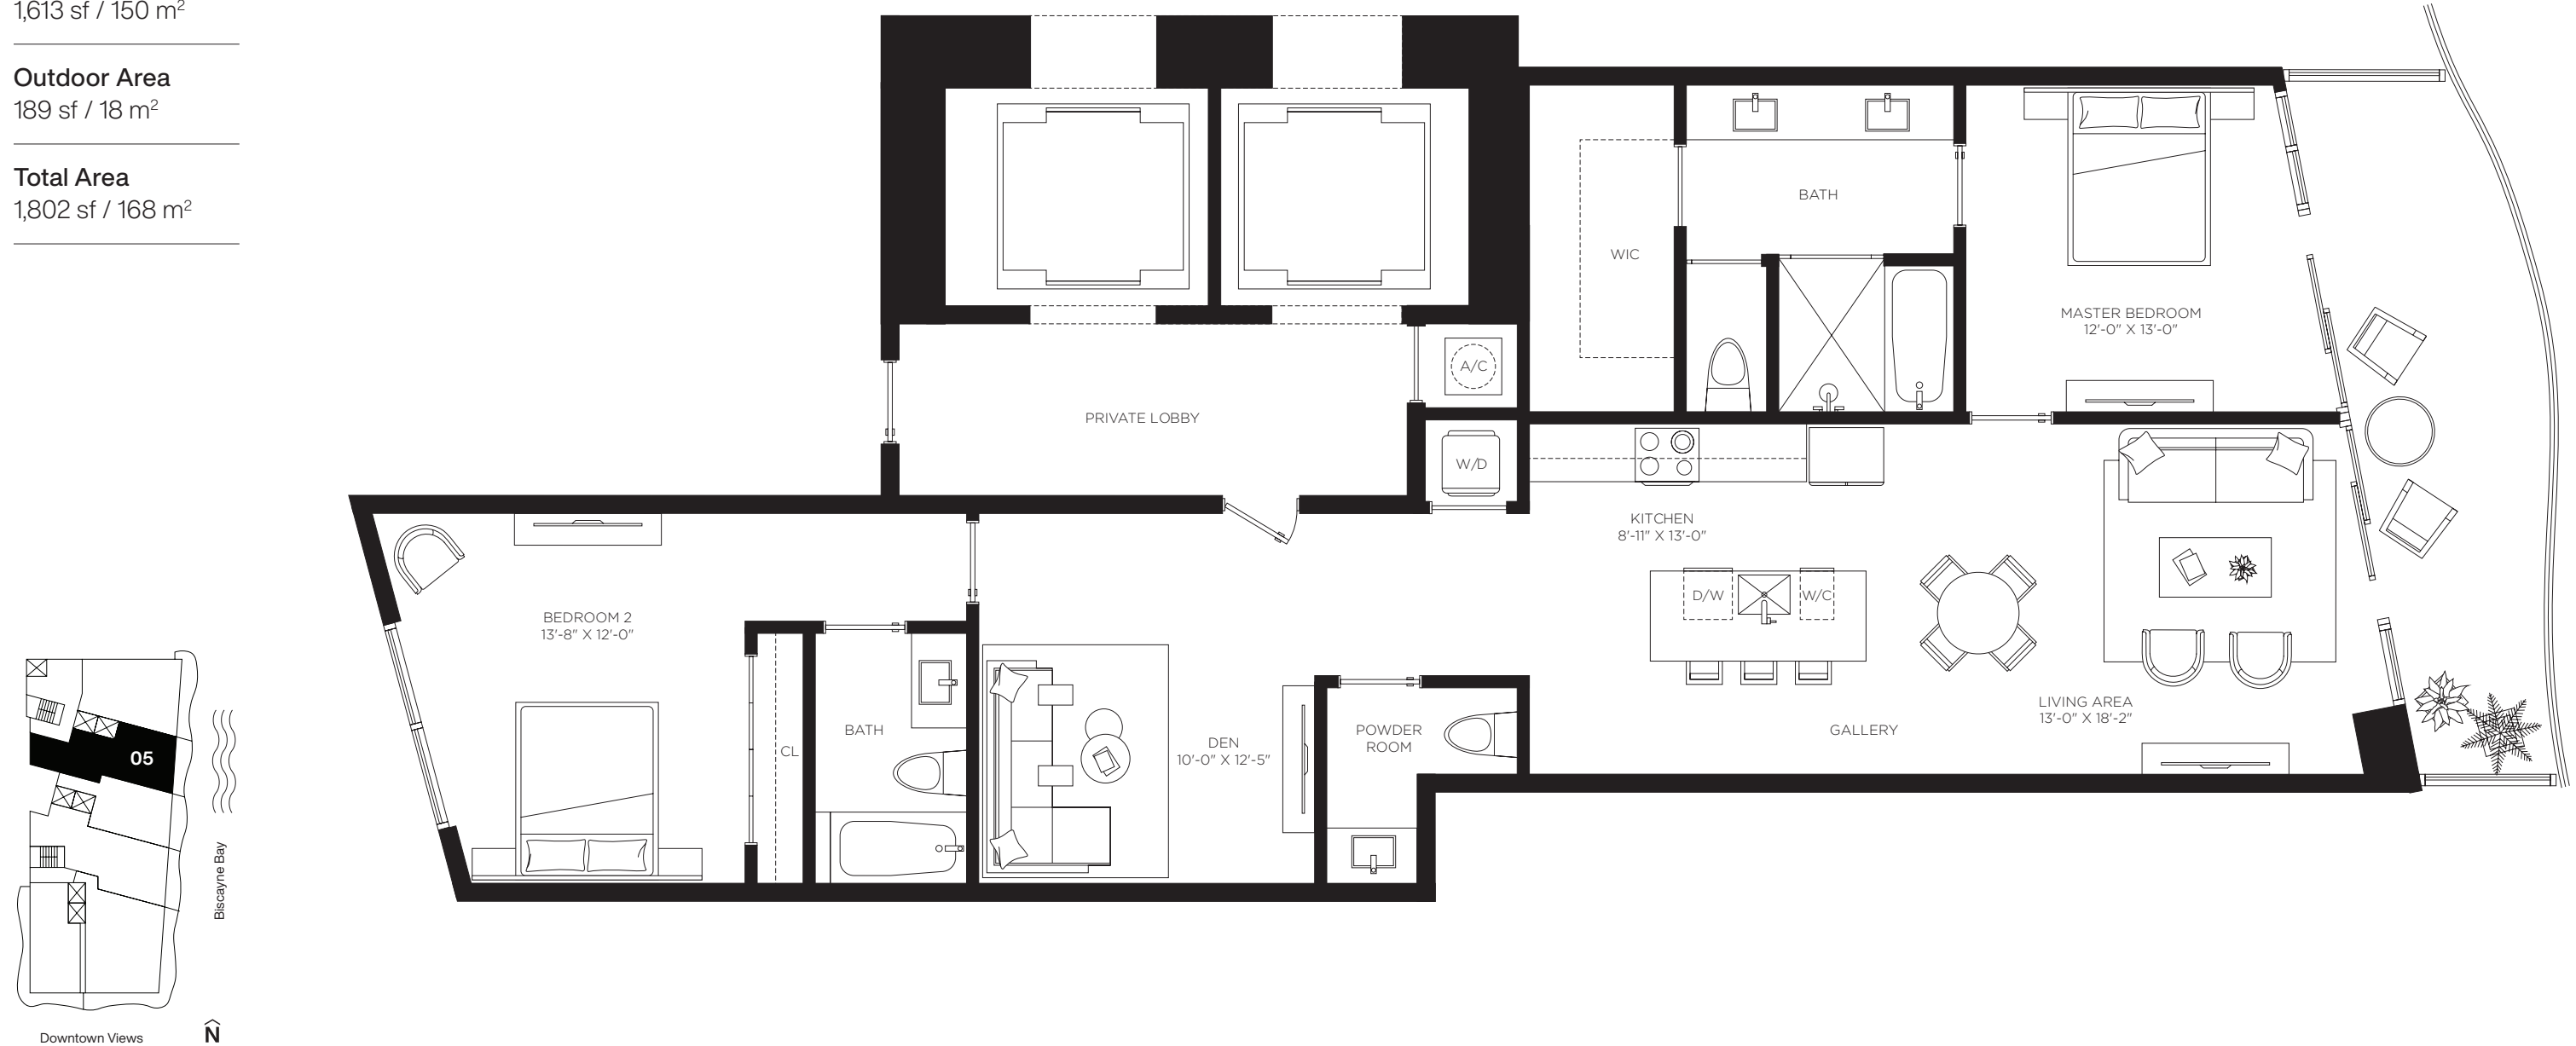 1,613 sf / 150 m²
Outdoor Area
189 sf / 18 m²
Total Area
1,802 sf / 168 m²
BATH
WIC
MASTER BEDROOM
12'-0" X 13'-0"
A/C
PRIVATE LOBBY
W/D
KITCHEN
8'-11" X 13'-0"
D/W
W/C
BEDROOM 2
13'-8" X 12'-0"
LIVING AREA
13'-0" X 18'-2"
CL
BATH
DEN
10'-0" X 12'-5"
POWDER
ROOM
GALLERY
05
Biscayne Bay
Downtown Views
N